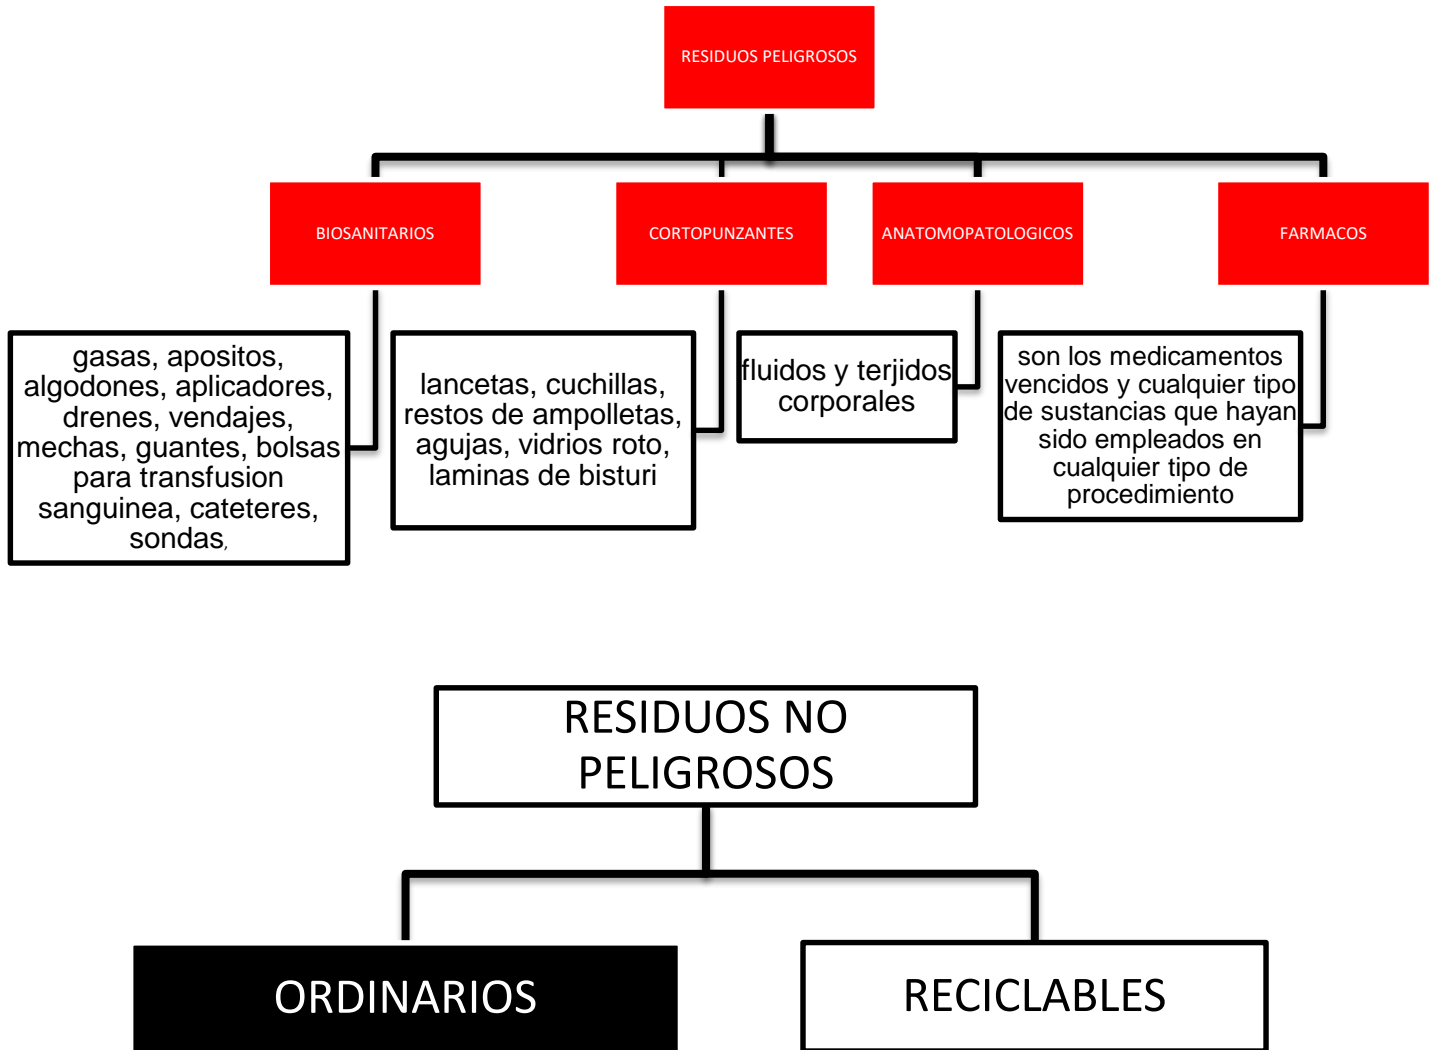 RESIDUOS PELIGROSOS
BIOSANITARIOS
CORTOPUNZANTES
ANATOMOPATOLOGICOS
FARMACOS
gasas, apositos,
algodones, aplicadores,
drenes, vendajes,
mechas, guantes, bolsas
para transfusion
sanguinea, cateteres,
sondas,
lancetas, cuchillas,
restos de ampolletas,
agujas, vidrios roto,
laminas de bisturi
fluidos y terjidos
corporales
son los medicamentos
vencidos y cualquier tipo
de sustancias que hayan
sido empleados en
cualquier tipo de
procedimiento
RESIDUOS NO
PELIGROSOS
ORDINARIOS
RECICLABLES